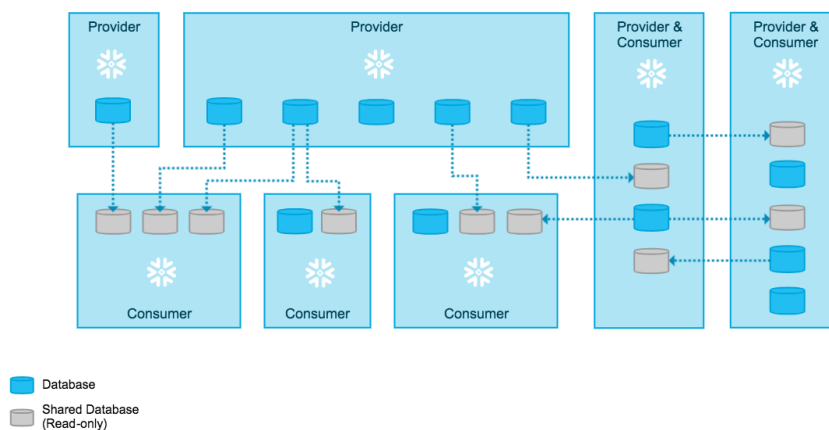 Provider
Provider
Provider &
Consumer
Provider &
Consumer
Consumer
Consumer
Consumer
Database
Shared Database
(Read-only)